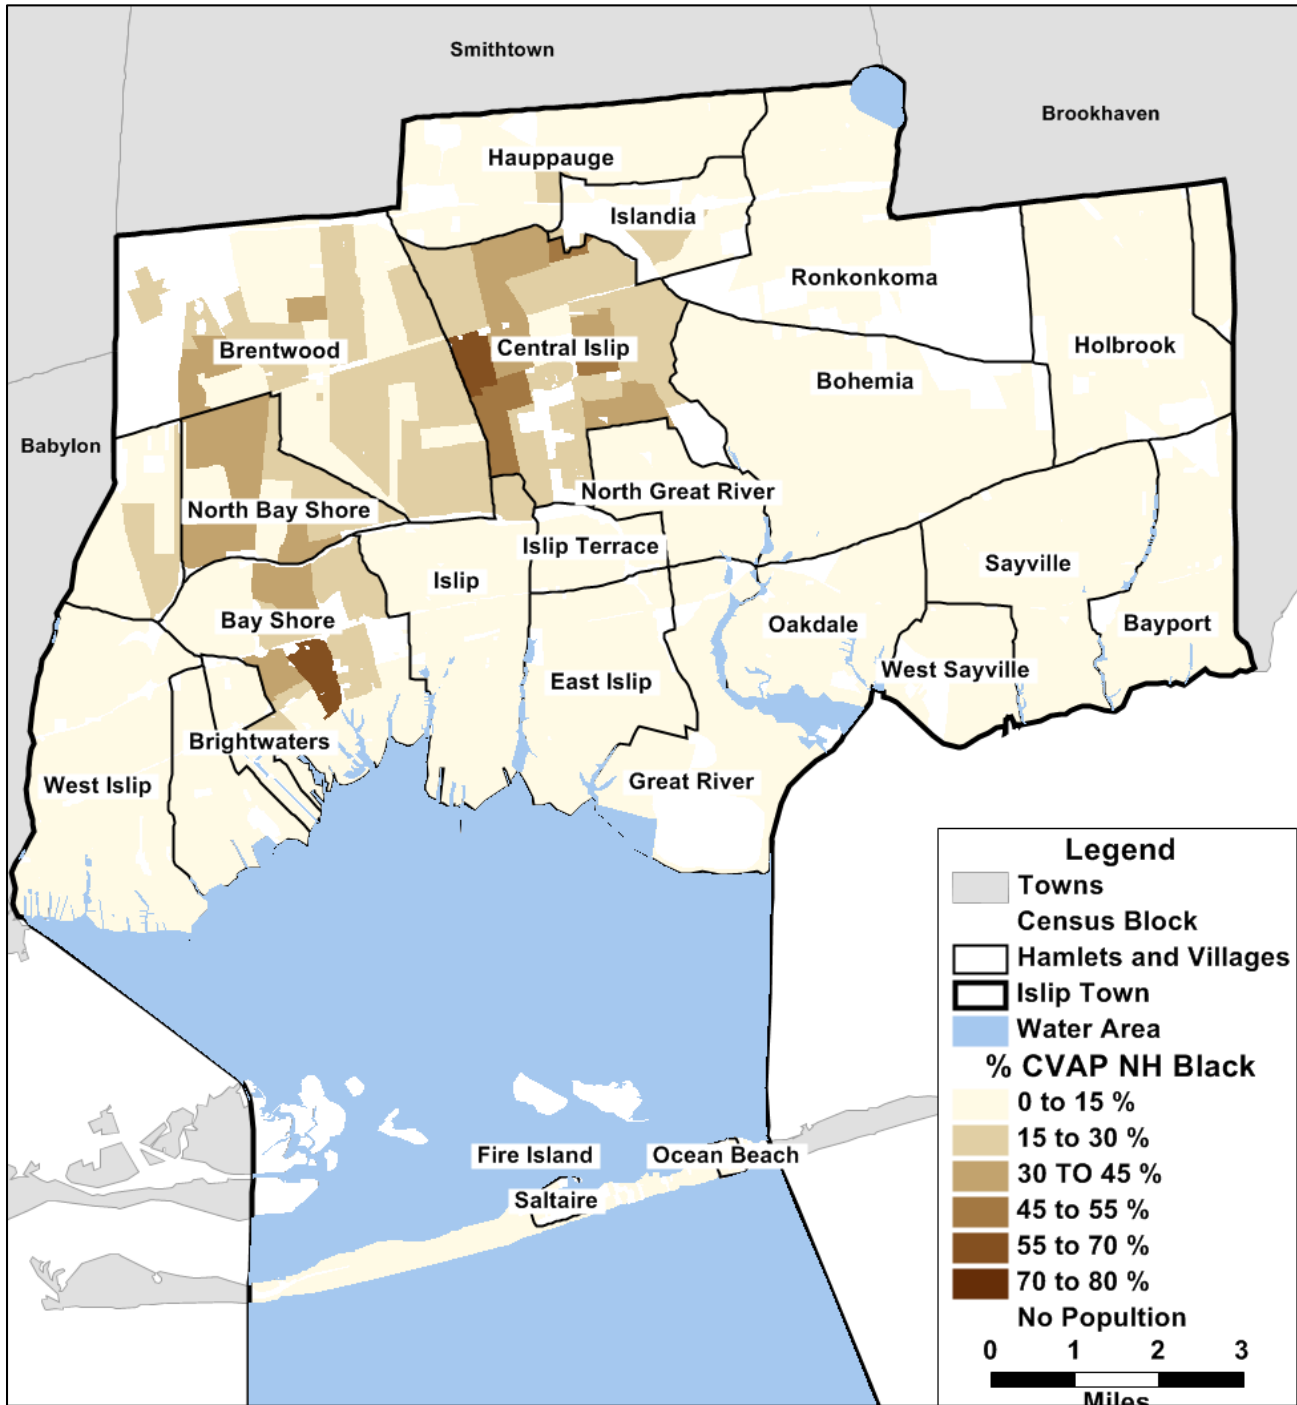 Smithtown
Brookhaven
Hauppauge
Islandia
Ronkonkoma
Brentwood
Central Islip
Holbrook
Bohemia
Babylon
North Great River
North Bay Shore
Islip Terrace
Islip
Sayville
Bay Shore
Oakdale
Bayport
West Sayville
East Islip
Brightwaters
West Islip
Great River
Fire Island
Ocean Beach
Saltaire
Legend
Towns
Census Block
Hamlets and Villages
Islip Town
Water Area
% CVAP NH Black
0 to 15 %
15 to 30 %
30 TO 45 %
45 to 55 %
55 to 70 %
70 to 80 %
No Popultion
0 1 2 3
Miles